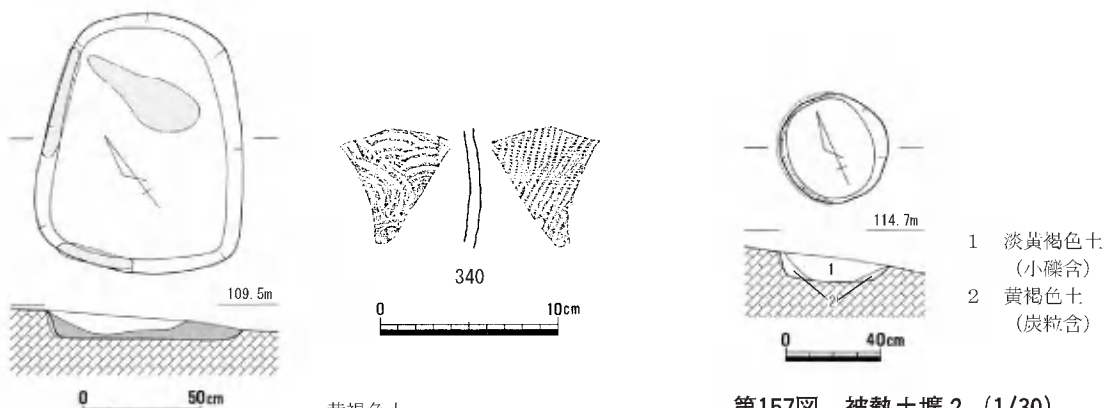 109.5m
0 50cm
340
0 10cm
黄褐色土
114.7m
1
2
0 40cm
1 淡黄褐色土
(小礫含)
2 黄褐色土
(炭粒含)
第157図 被熱土壙2 (1/30)